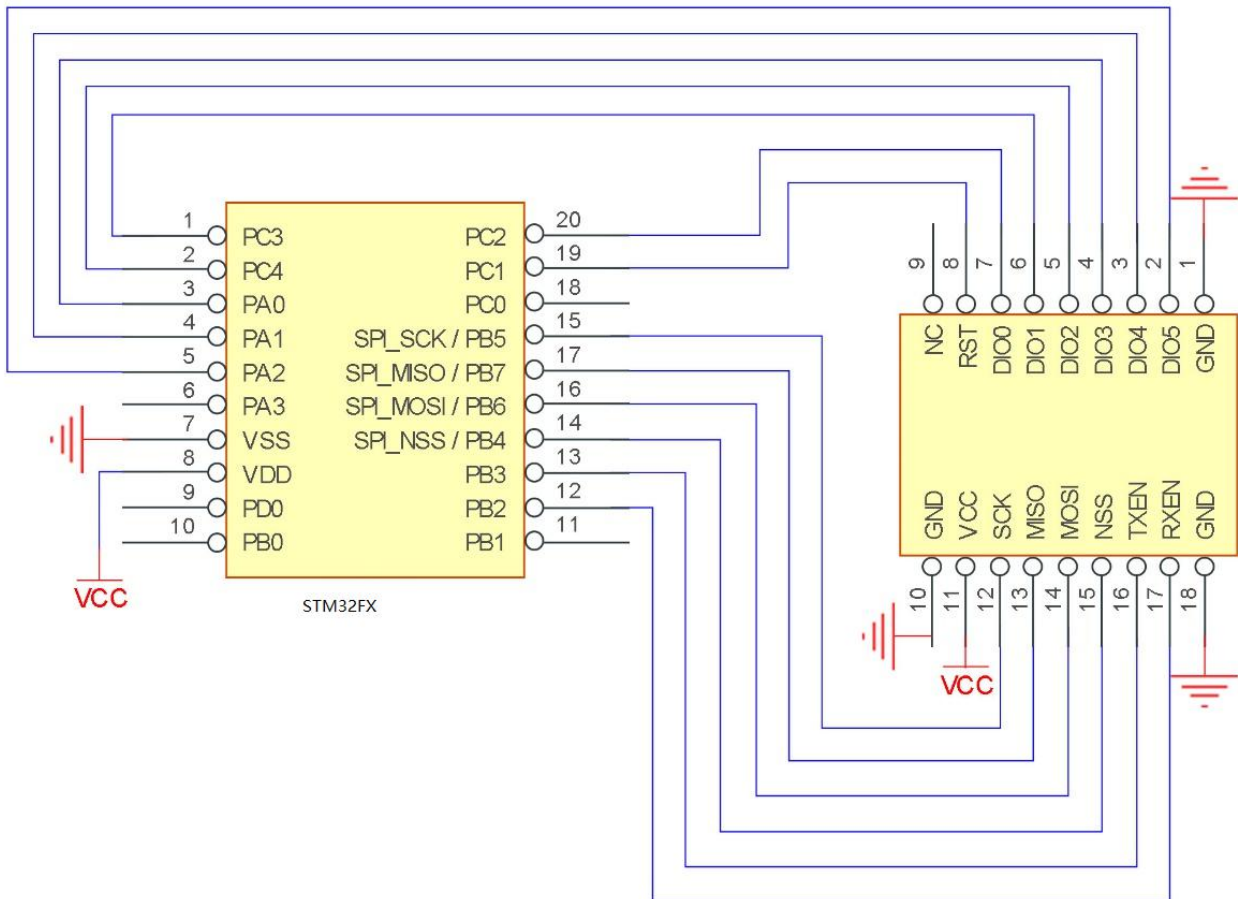 1 PC3 PC2 20
2 PC4 PC1 19
3 PA0 PC0 18
4 PA1 SPI_SCK / PB5 15
5 PA2 SPI_MISO / PB7 17
6 PA3 SPI_MOSI / PB6 16
7 VSS SPI_NSS / PB4 14
8 VDD PB3 13
9 PD0 PB2 12
10 PB0 PB1 11
VCC
STM32FX
9 8 7 6 5 4 3 2 1
NC RST DIO0 DIO1 DIO2 DIO3 DIO4 DIO5 GND
GND VCC SCK MISO MOSI NSS TXEN RXEN GND
10 11 12 13 14 15 16 17 18
VCC